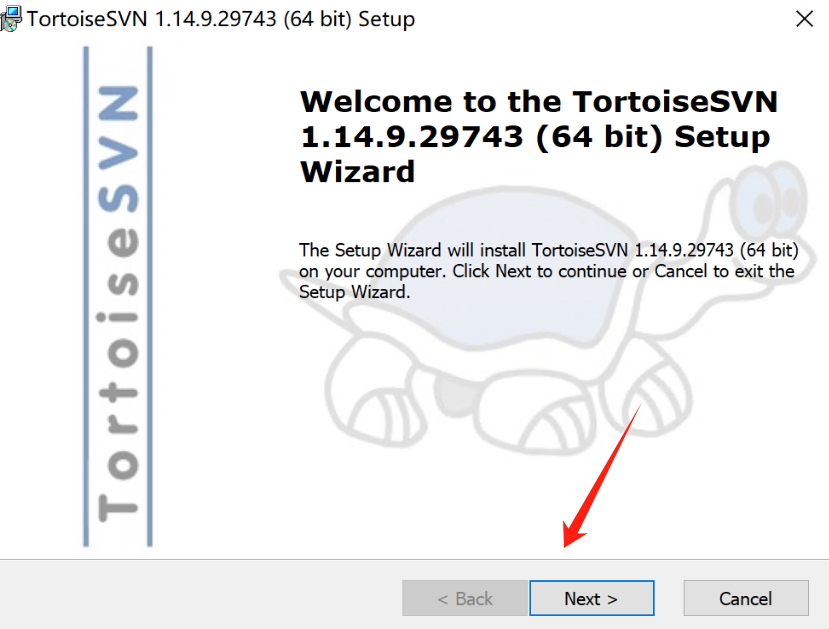 TortoiseSVN 1.14.9.29743 (64 bit) Setup
TortoiseSVN
Welcome to the TortoiseSVN
1.14.9.29743 (64 bit) Setup
Wizard
The Setup Wizard will install TortoiseSVN 1.14.9.29743 (64 bit)
on your computer. Click Next to continue or Cancel to exit the
Setup Wizard.
< Back
Next >
Cancel